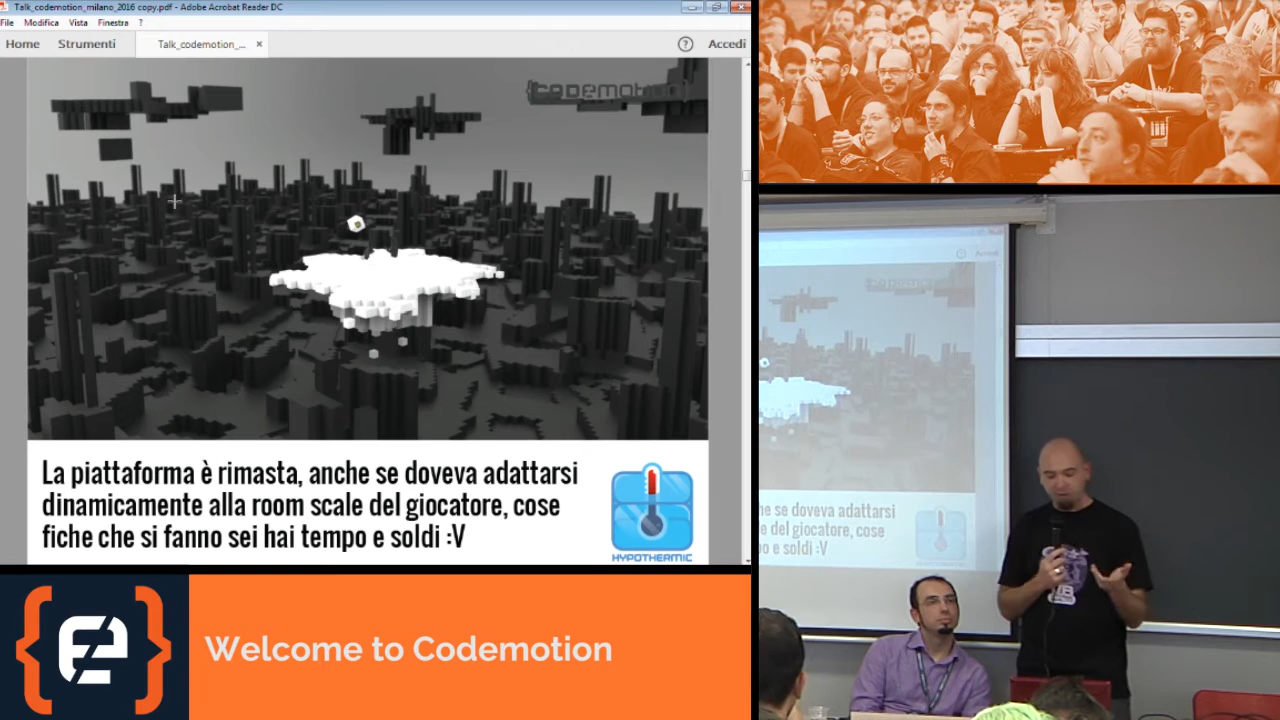 Talk_codemotion_milano_2016 copy.pdf - Adobe Acrobat Reader DC
File Modifica Vista Finestra ?
Home Strumenti Talk_codemotion_... × ? Accedi
{codemotion}
La piattaforma è rimasta, anche se doveva adattarsi
dinamicamente alla room scale del giocatore, cose
fiche che si fanno sei hai tempo e soldi :V
HYPOTHERMIC
Welcome to Codemotion
Accedi
he se doveva adattarsi
e del giocatore, cose
o e soldi :V